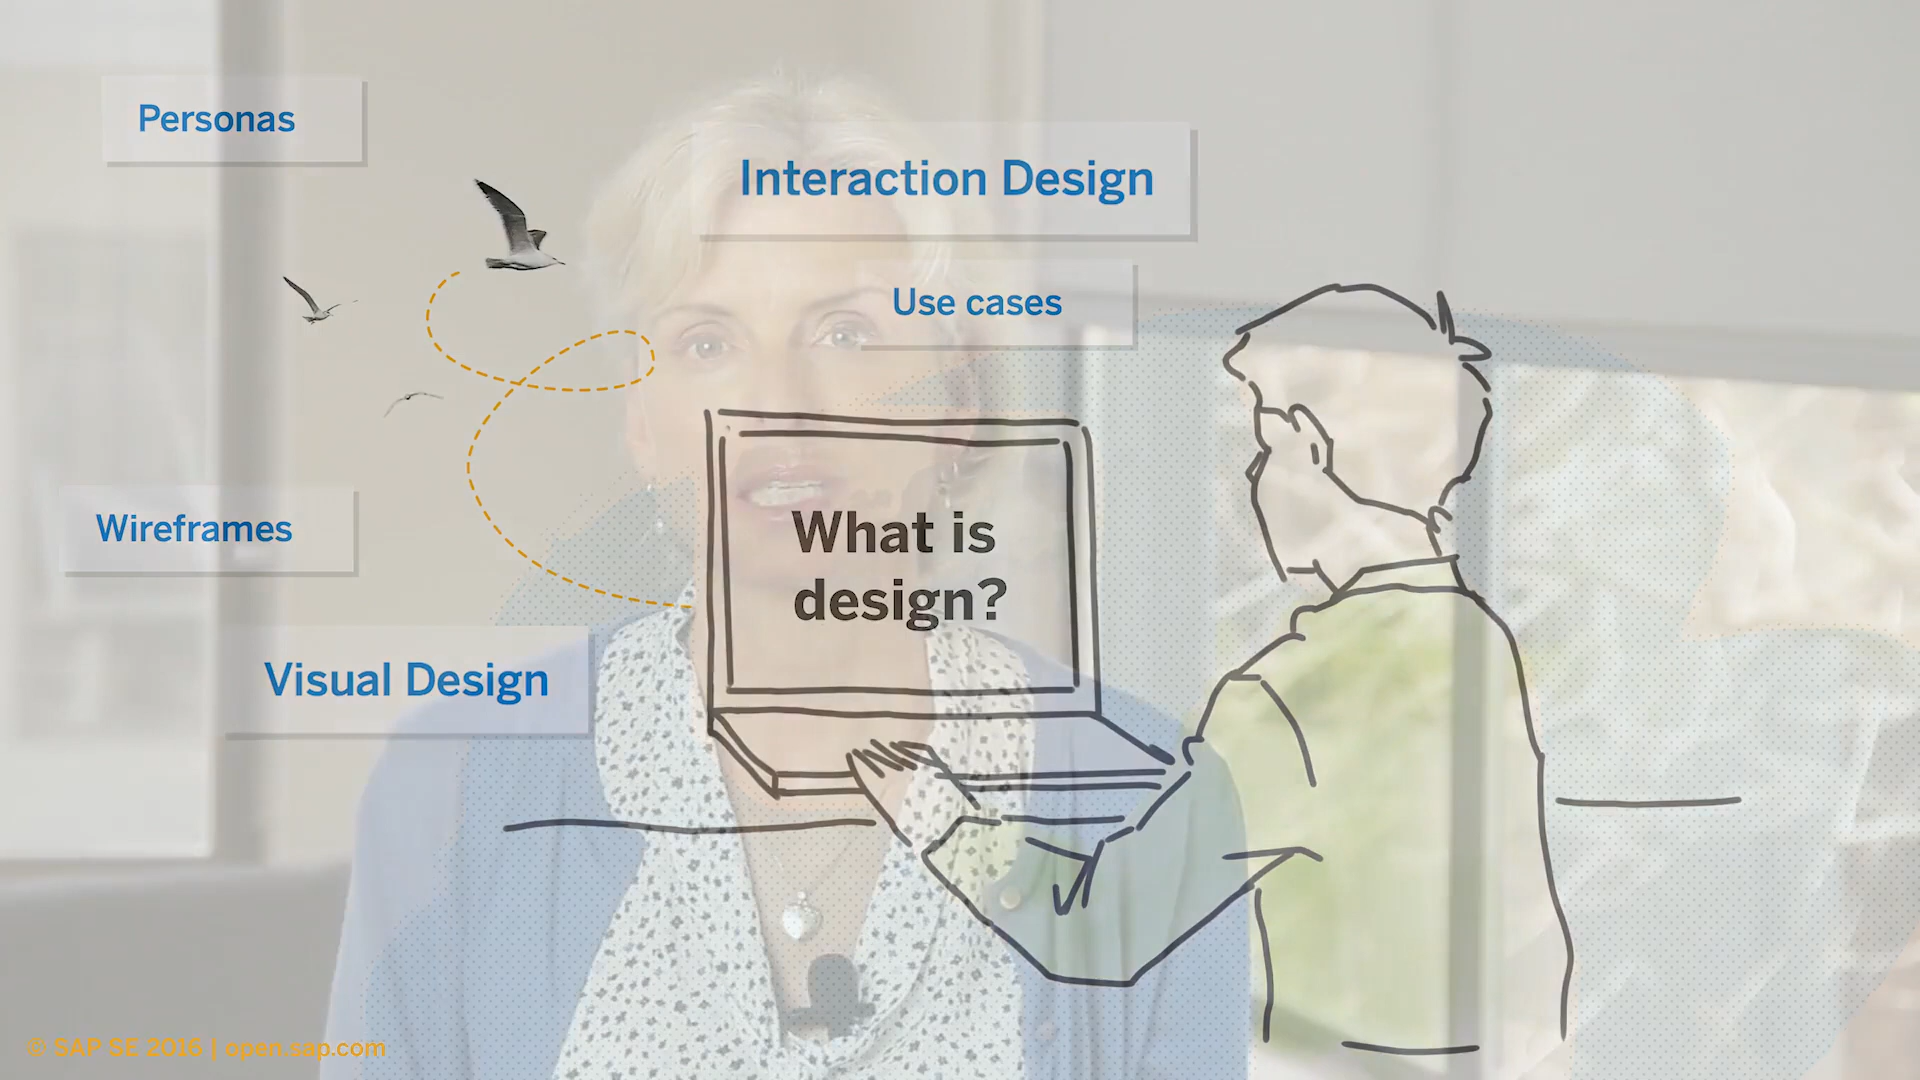 Personas
Interaction Design
Use cases
What is
design?
Wireframes
Visual Design
© SAP SE 2016 | open.sap.com